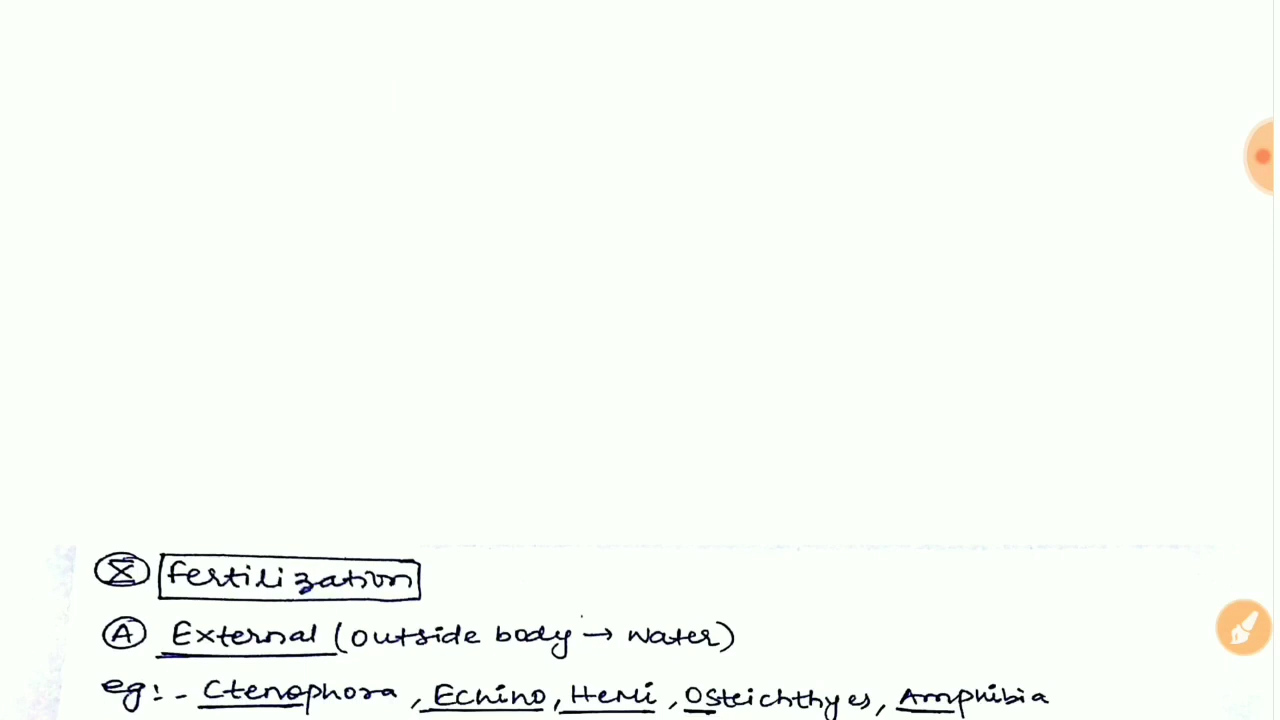 X Fertilization
A External (outside body → water)
eg:- Ctenophora, Echino, Hemi, Osteichthyes, Amphibia